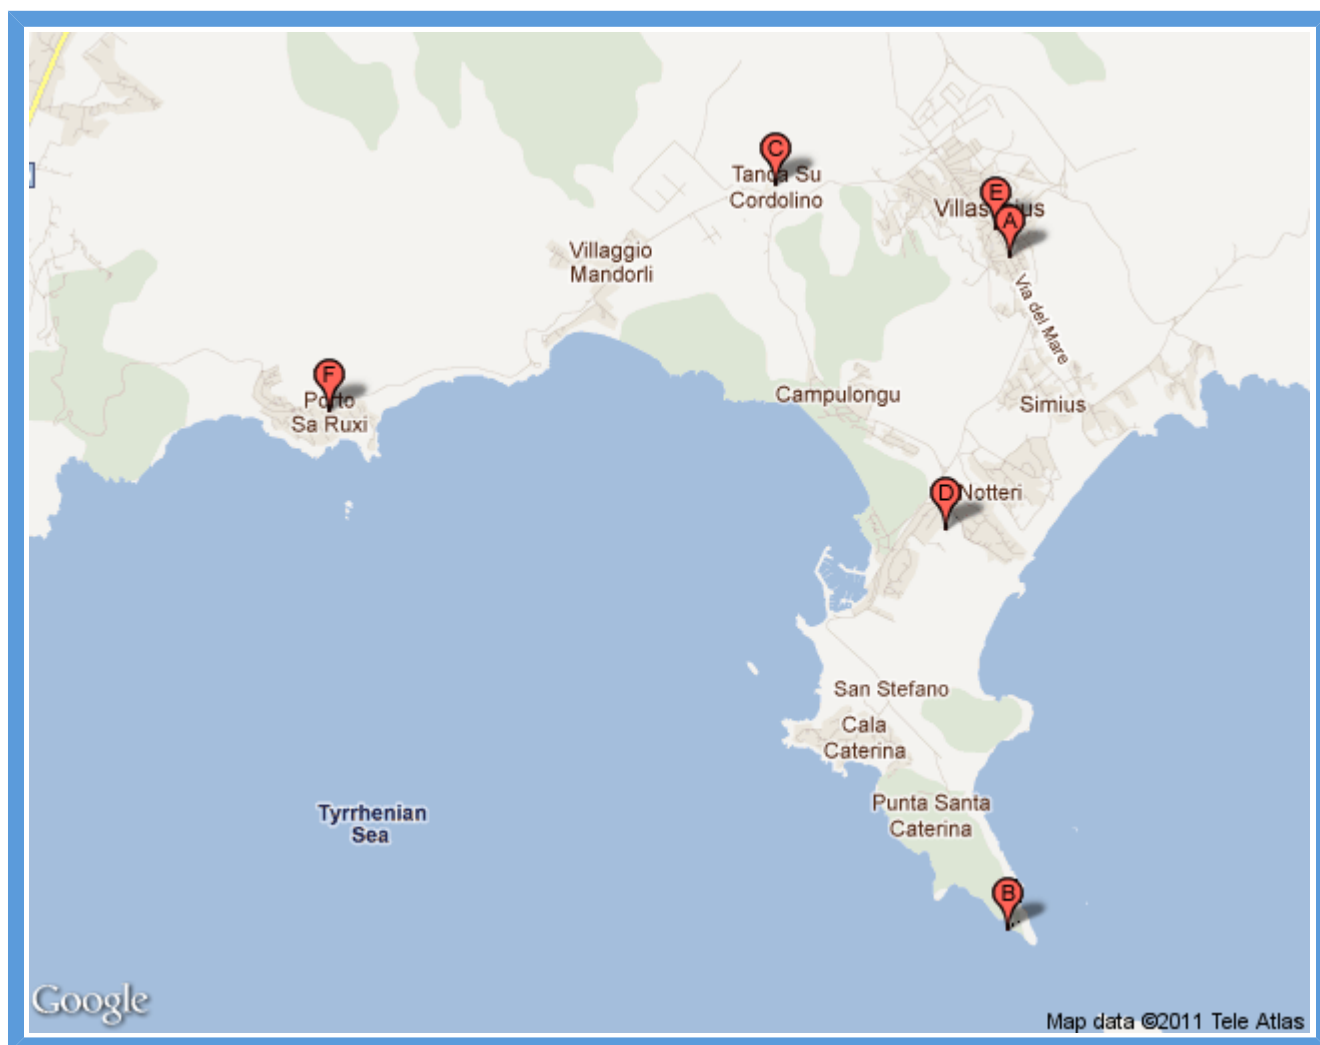 C
Tanca Su
Cordolino
E
A
Villaggio
Mandorli
Via del Mare
F
Porto
Sa Ruxi
Campulongu
Simius
D
Notteri
San Stefano
Cala
Caterina
Punta Santa
Caterina
Tyrrhenian
Sea
B
Google
Map data ©2011 Tele Atlas